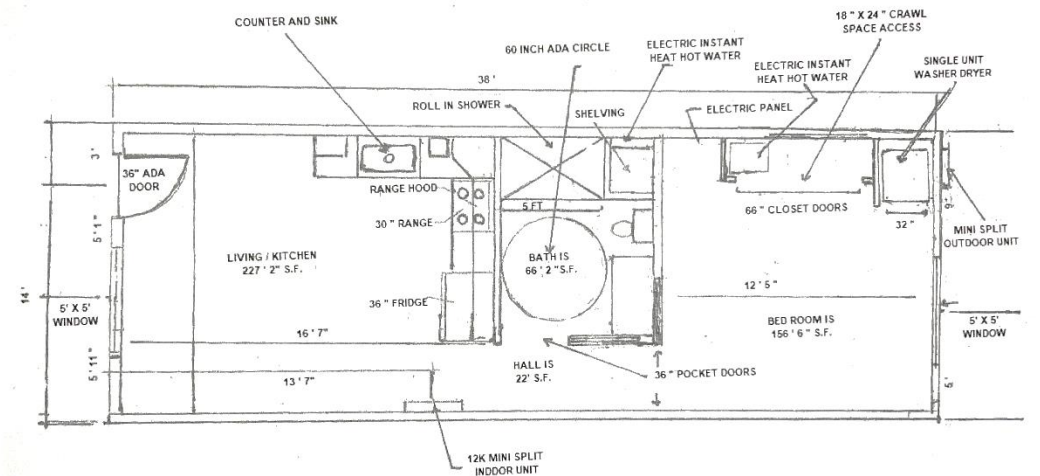 COUNTER AND SINK
18 " X 24 " CRAWL
SPACE ACCESS
60 INCH ADA CIRCLE
ELECTRIC INSTANT
HEAT HOT WATER
ELECTRIC INSTANT
HEAT HOT WATER
SINGLE UNIT
WASHER DRYER
38 '
ROLL IN SHOWER
SHELVING
ELECTRIC PANEL
3'
36" ADA
DOOR
RANGE HOOD
30 " RANGE
5 FT
66 " CLOSET DOORS
32 "
MINI SPLIT
OUTDOOR UNIT
5 ' 1"
LIVING / KITCHEN
227 ' 2" S.F.
BATH IS
66 ' 2 "S.F.
14'
5' X 5'
WINDOW
36 " FRIDGE
12 ' 5"
BED ROOM IS
156 ' 6 " S.F.
5' X 5'
WINDOW
16 ' 7"
5 ' 11"
13 ' 7"
HALL IS
22' S.F.
36 " POCKET DOORS
5'
12K MINI SPLIT
INDOOR UNIT